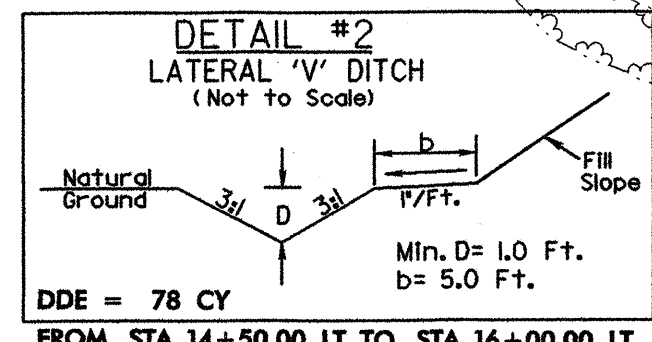 DETAIL #2
LATERAL 'V' DITCH
(Not to Scale)
b
Natural
Ground
3:1
D
3:1
1"/Ft.
Fill
Slope
Min. D= 1.0 Ft.
b= 5.0 Ft.
DDE = 78 CY
FROM STA 14+50.00 LT TO STA 16+00.00 LT